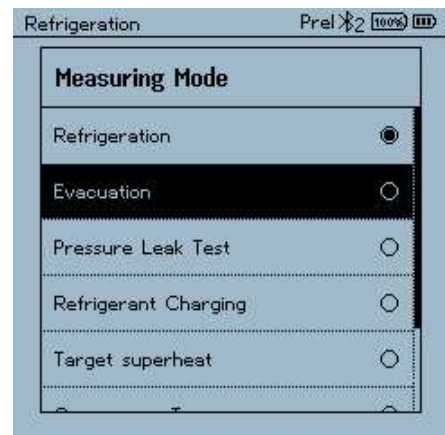 Refrigeration Prel 2 100%
Measuring Mode
Refrigeration
Evacuation
Pressure Leak Test
Refrigerant Charging
Target superheat